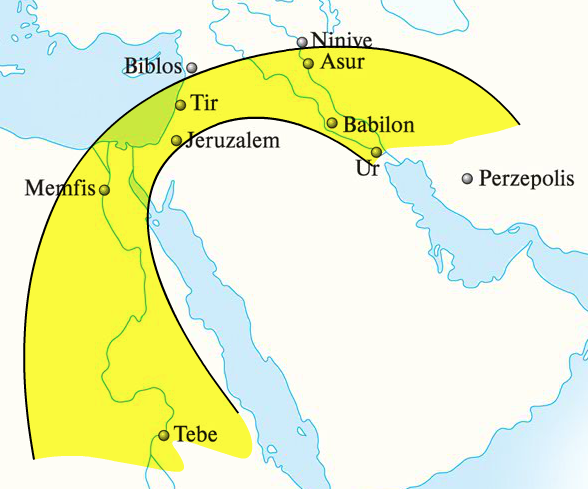 Ninive
Biblos
Asur
Tir
Babilon
Jeruzalem
Ur
Perzepolis
Memfis
Tebe